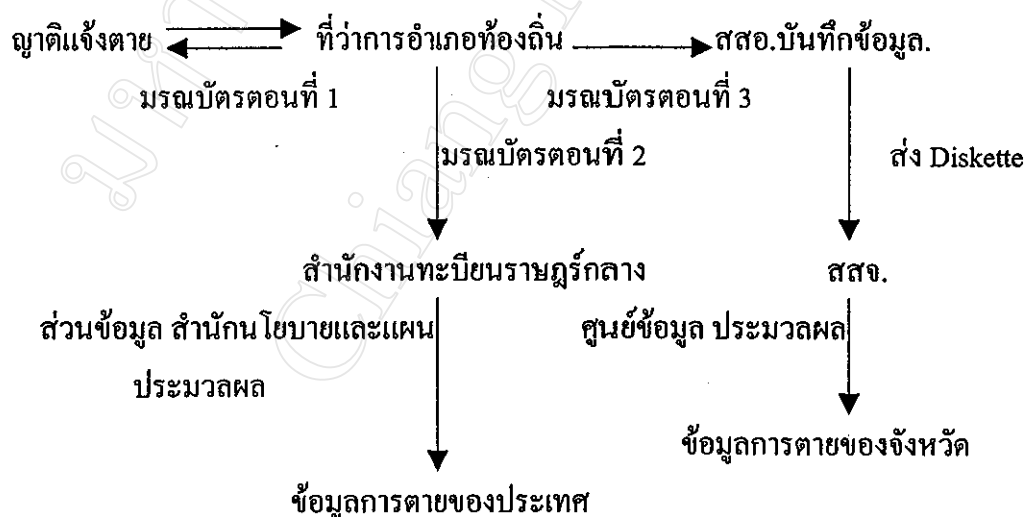 ญาติแจ้งตาย ที่ว่าการอำเภอท้องถิ่น สสอ.บันทึกข้อมูล.
มรณบัตรตอนที่ 1 มรณบัตรตอนที่ 3
มรณบัตรตอนที่ 2 ส่ง Diskette
สำนักงานทะบียนราษฎร์กลาง สสจ.
ส่วนข้อมูล สำนักนโยบายและแผน ศูนย์ข้อมูล ประมวลผล
ประมวลผล
ข้อมูลการตายของจังหวัด
ข้อมูลการตายของประเทศ
Chiang